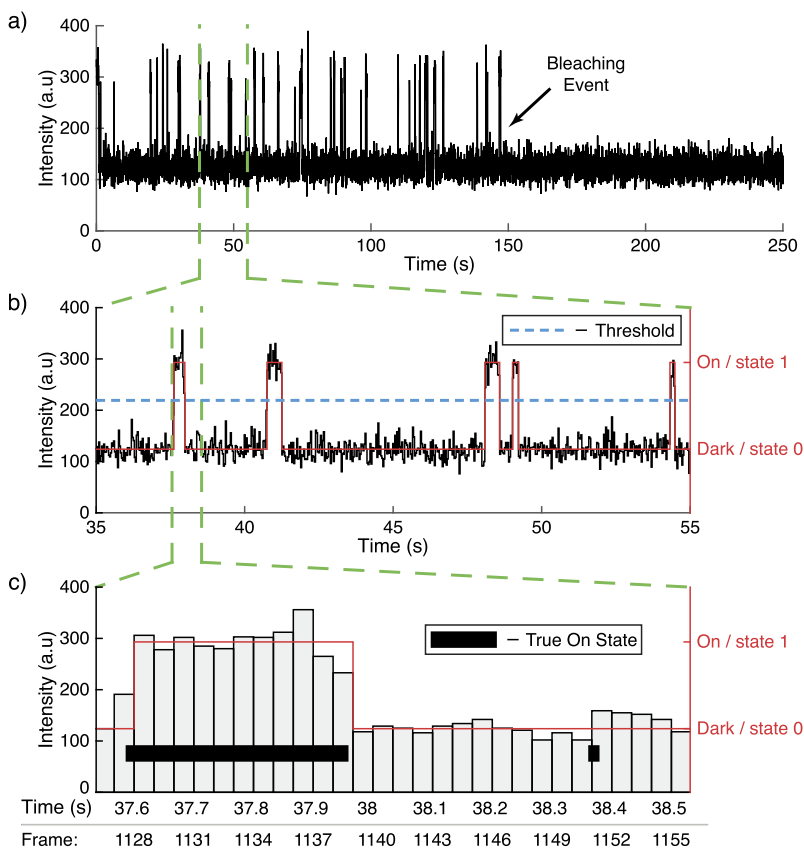 a)
400
300
200
100
0
Intensity (a.u)
Bleaching
Event
0 50 100 150 200 250
Time (s)
b)
400
300
200
100
0
Intensity (a.u)
– Threshold
On / state 1
Dark / state 0
35 40 45 50 55
Time (s)
c)
400
300
200
100
0
Intensity (a.u)
– True On State
On / state 1
Dark / state 0
Time (s) 37.6 37.7 37.8 37.9 38 38.1 38.2 38.3 38.4 38.5
Frame: 1128 1131 1134 1137 1140 1143 1146 1149 1152 1155